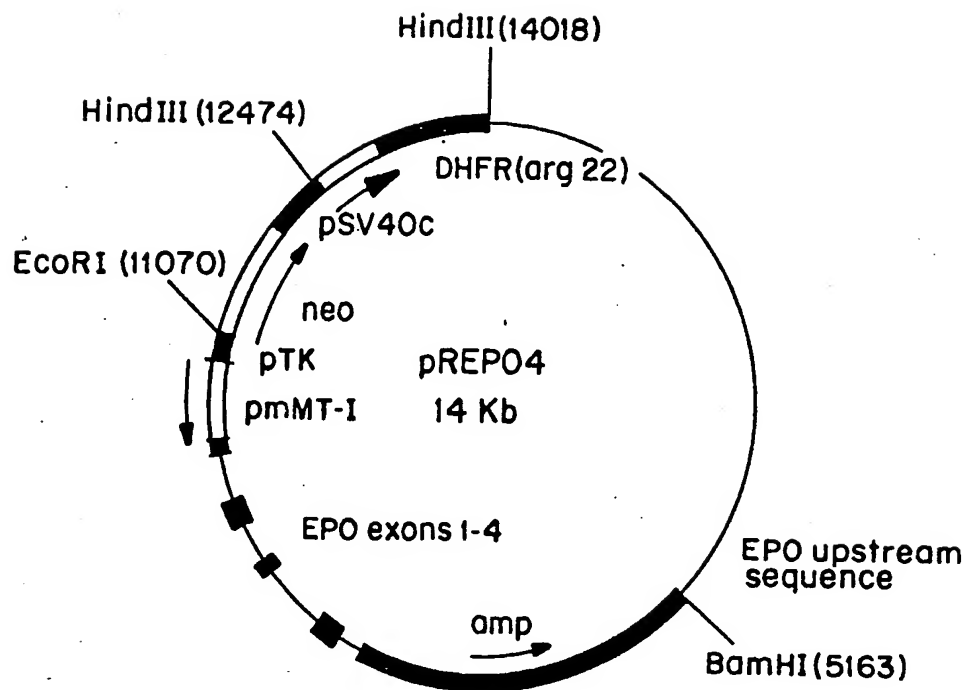 HindIII (14018)
HindIII (12474)
DHFR (arg 22)
pSV40c
EcoRI (11070)
neo
pTK
pREPO4
pmMT-I
14 Kb
EPO exons 1-4
EPO upstream
sequence
amp
BamHI (5163)